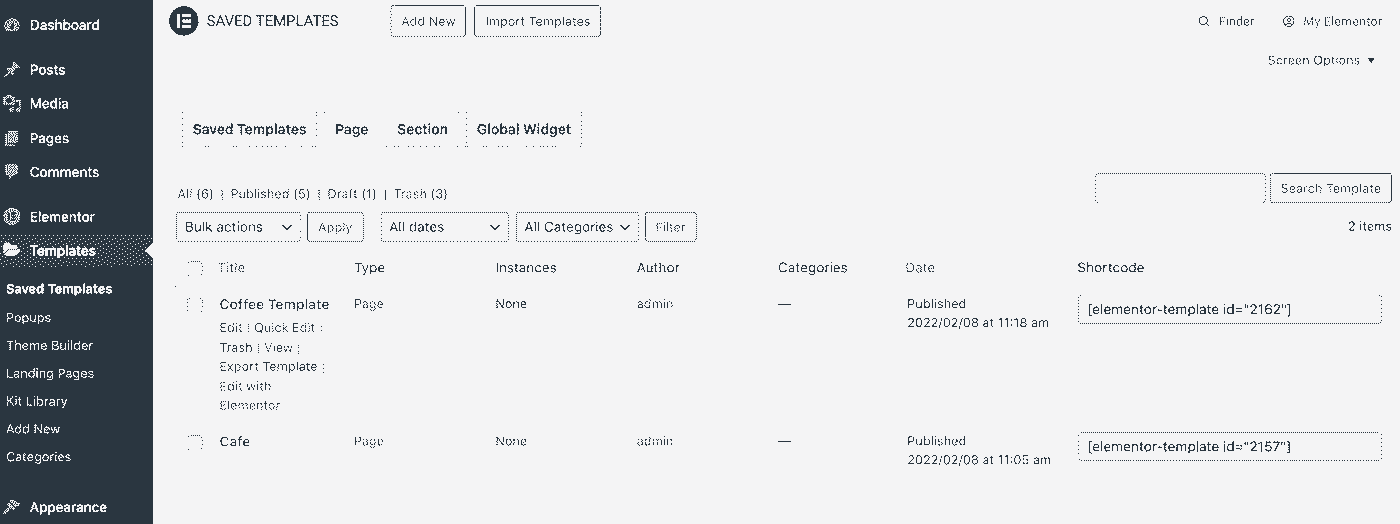 Dashboard
Posts
Media
Pages
Comments
Elementor
Templates
Saved Templates
Popups
Theme Builder
Landing Pages
Kit Library
Add New
Categories
Appearance
SAVED TEMPLATES Add New Import Templates Finder My Elementor
Screen Options ▼
Saved Templates Page Section Global Widget
All (6) | Published (5) | Draft (1) | Trash (3)
Search Template
Bulk actions Apply All dates All Categories Filter 2 items
Title Type Instances Author Categories Date Shortcode
Coffee Template Page None admin — Published [elementor-template id="2162"]
2022/02/08 at 11:18 am
Edit | Quick Edit |
Trash | View |
Export Template |
Edit with
Elementor
Cafe Page None admin — Published [elementor-template id="2157"]
2022/02/08 at 11:05 am